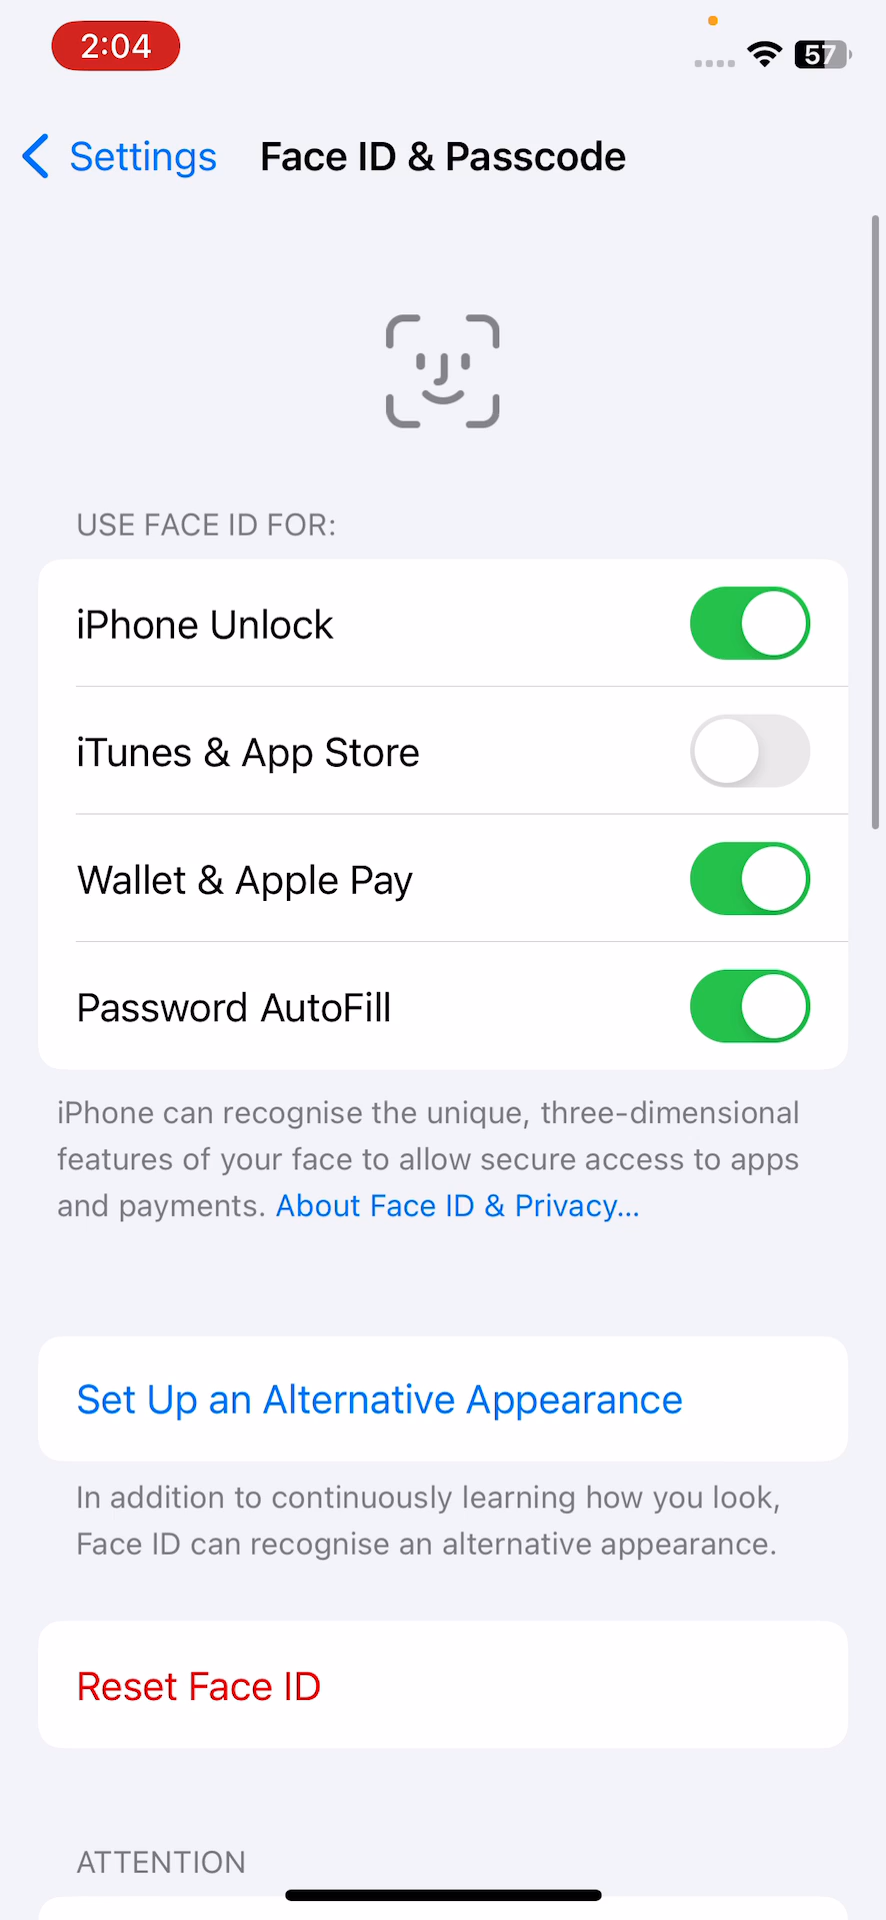 2:04
57
Settings
Face ID & Passcode
USE FACE ID FOR:
iPhone Unlock
iTunes & App Store
Wallet & Apple Pay
Password AutoFill
iPhone can recognise the unique, three-dimensional
features of your face to allow secure access to apps
and payments. About Face ID & Privacy...
Set Up an Alternative Appearance
In addition to continuously learning how you look,
Face ID can recognise an alternative appearance.
Reset Face ID
ATTENTION